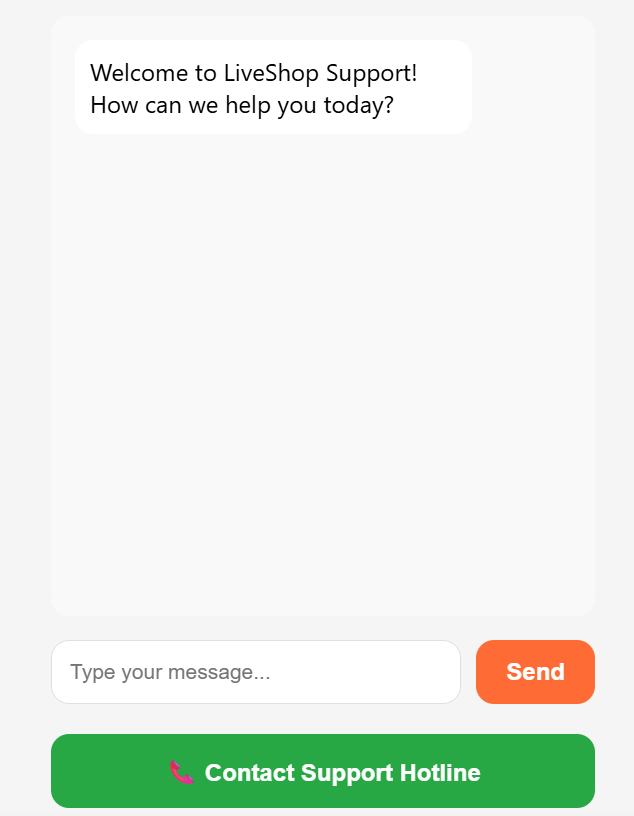 Welcome to LiveShop Support!
How can we help you today?
Type your message...
Send
Contact Support Hotline